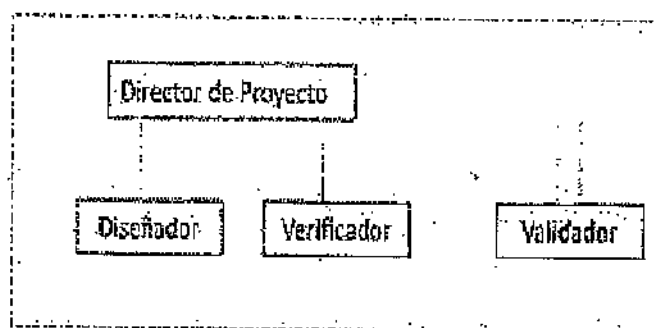 Director de Proyecto
Diseñador
Verificador
Validador